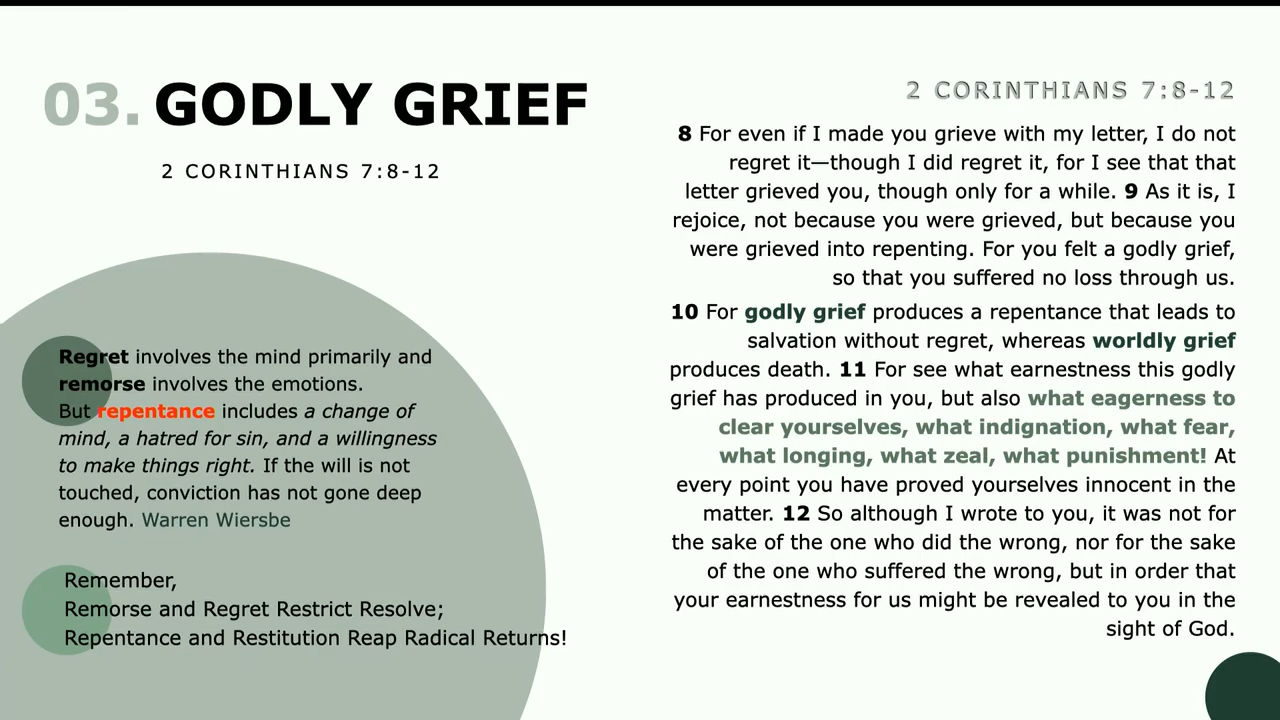 03. GODLY GRIEF
2 CORINTHIANS 7:8-12
Regret involves the mind primarily and
remorse involves the emotions.
But repentance includes a change of
mind, a hatred for sin, and a willingness
to make things right. If the will is not
touched, conviction has not gone deep
enough. Warren Wiersbe
Remember,
Remorse and Regret Restrict Resolve;
Repentance and Restitution Reap Radical Returns!
2 CORINTHIANS 7:8-12
8 For even if I made you grieve with my letter, I do not
regret it—though I did regret it, for I see that that
letter grieved you, though only for a while. 9 As it is, I
rejoice, not because you were grieved, but because you
were grieved into repenting. For you felt a godly grief,
so that you suffered no loss through us.
10 For godly grief produces a repentance that leads to
salvation without regret, whereas worldly grief
produces death. 11 For see what earnestness this godly
grief has produced in you, but also what eagerness to
clear yourselves, what indignation, what fear,
what longing, what zeal, what punishment! At
every point you have proved yourselves innocent in the
matter. 12 So although I wrote to you, it was not for
the sake of the one who did the wrong, nor for the sake
of the one who suffered the wrong, but in order that
your earnestness for us might be revealed to you in the
sight of God.